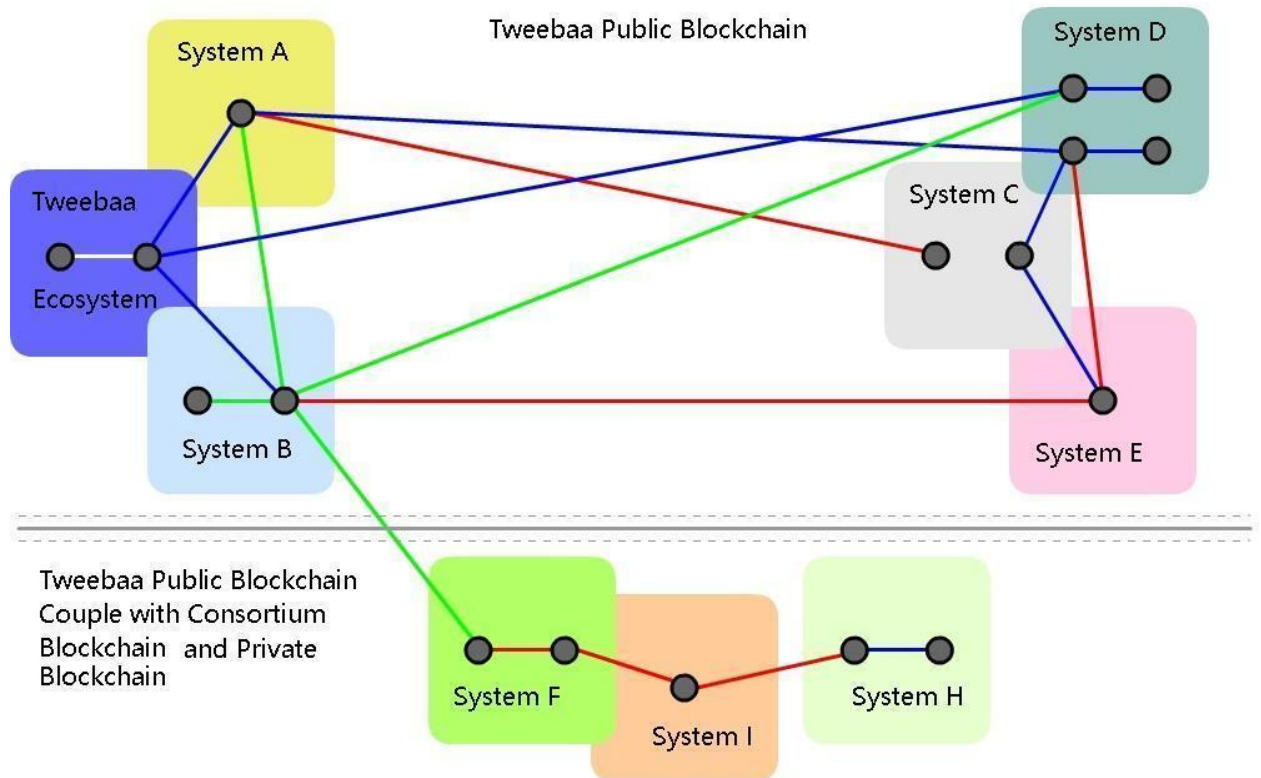 Tweebaa Public Blockchain
System A
System D
Tweebaa
Ecosystem
System C
System B
System E
Tweebaa Public Blockchain
Couple with Consortium
Blockchain and Private
Blockchain
System F
System I
System H